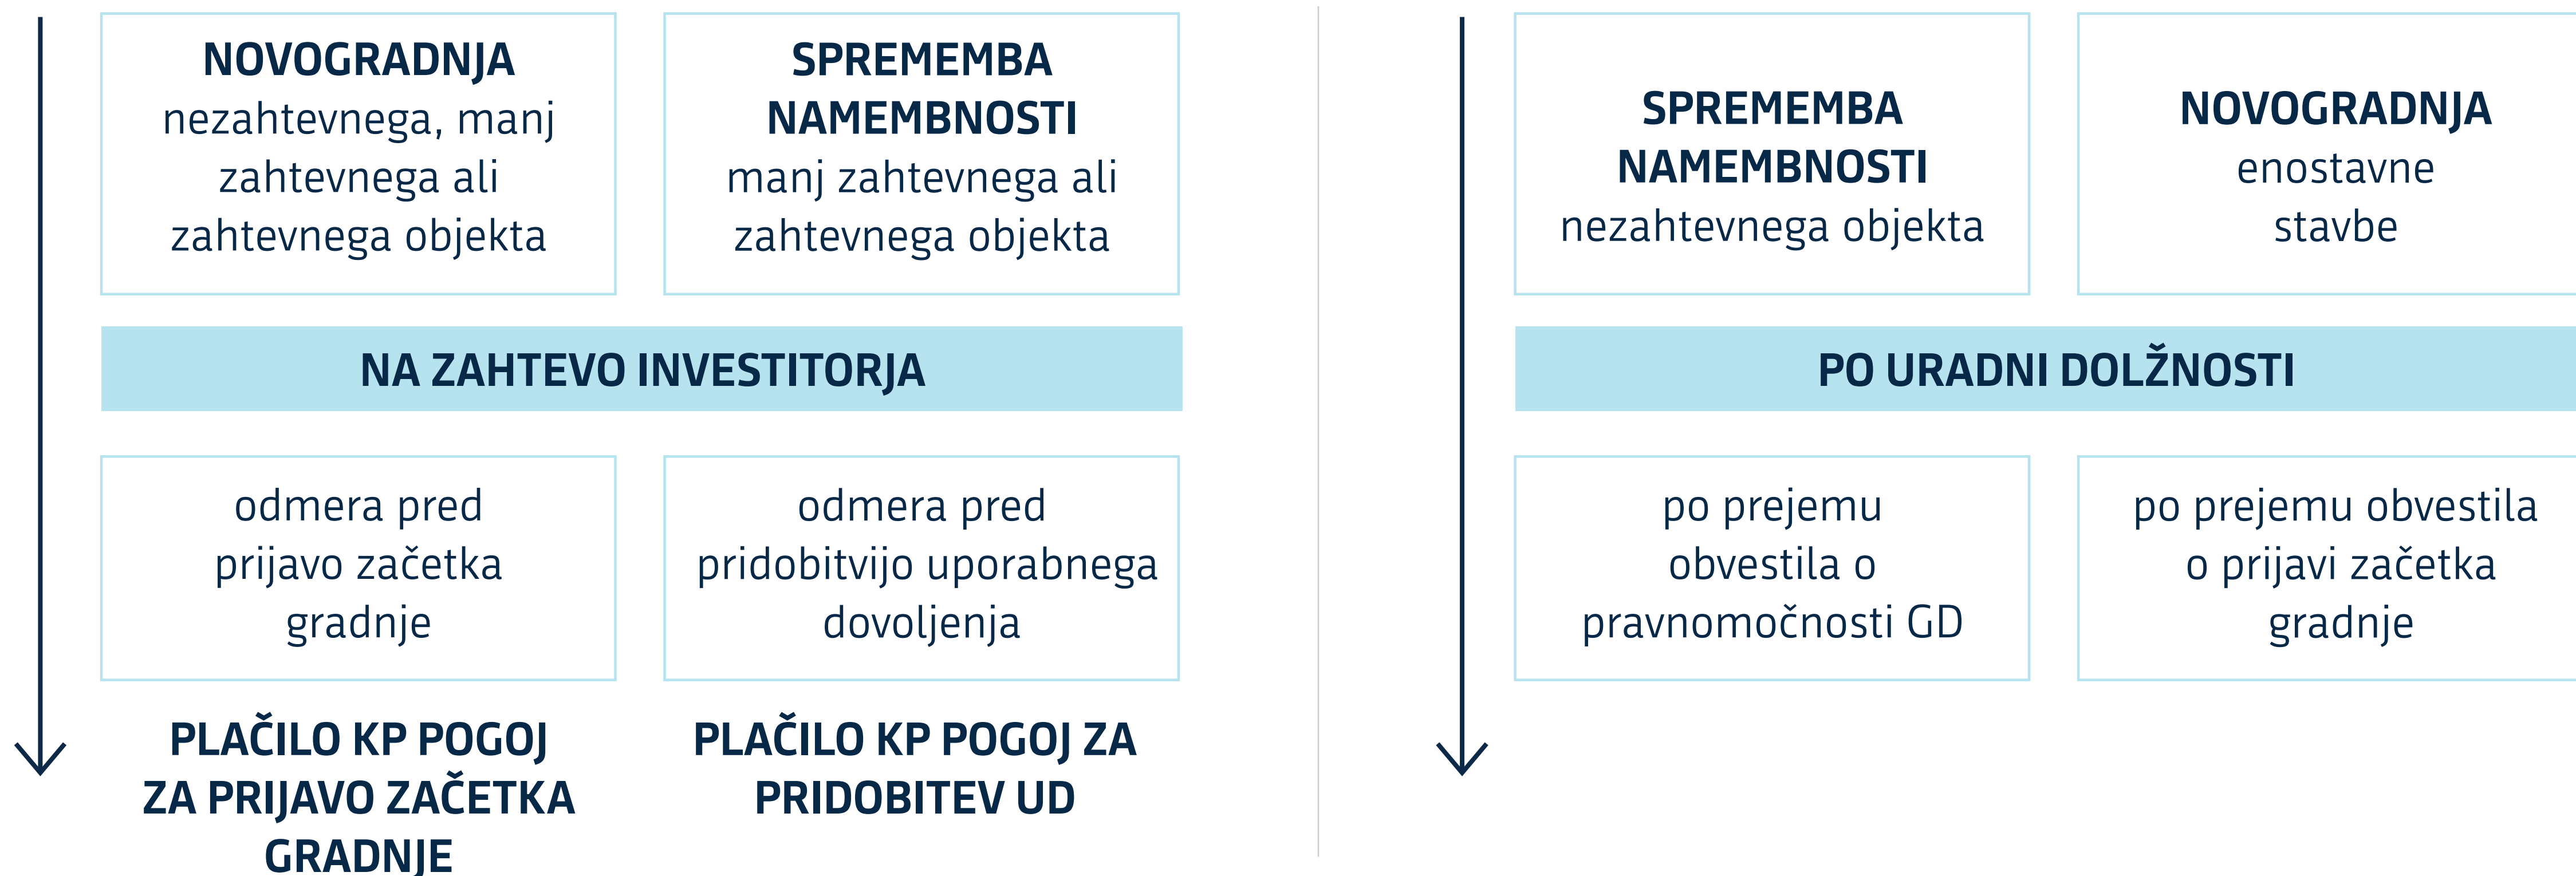 NOVOGRADNJA
nezahtevnega, manj
zahtevnega ali
zahtevnega objekta
SPREMEMBA
NAMEMBNOSTI
manj zahtevnega ali
zahtevnega objekta
NA ZAHTEVO INVESTITORJA
odmera pred
prijavo začetka
gradnje
odmera pred
pridobitvijo uporabnega
dovoljenja
PLAČILO KP POGOJ
ZA PRIJAVO ZAČETKA
GRADNJE
PLAČILO KP POGOJ ZA
PRIDOBITEV UD
SPREMEMBA
NAMEMBNOSTI
nezahtevnega objekta
NOVOGRADNJA
enostavne
stavbe
PO URADNI DOLŽNOSTI
po prejemu
obvestila o
pravnomočnosti GD
po prejemu obvestila
o prijavi začetka
gradnje